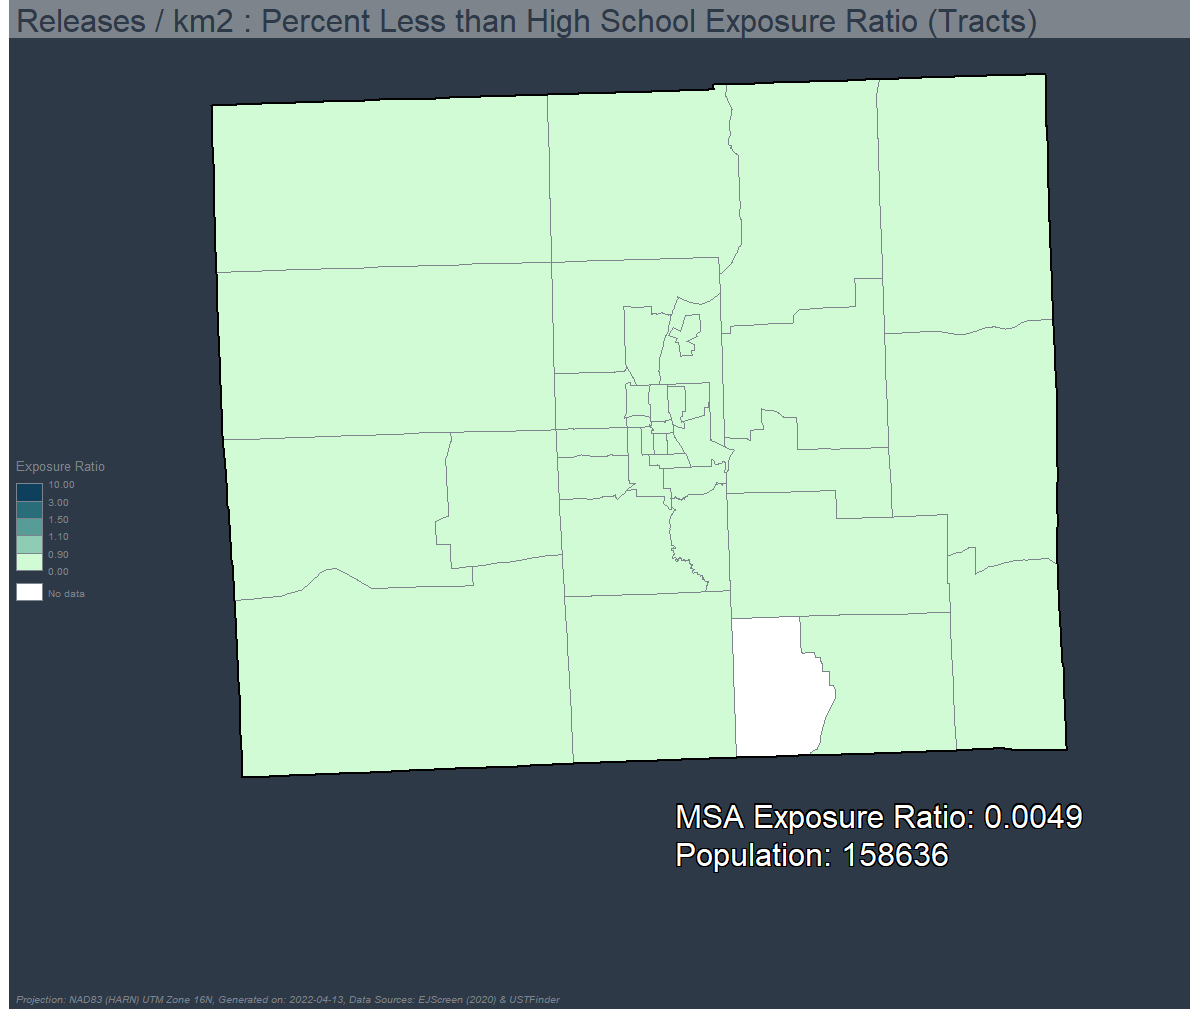 Releases / km2 : Percent Less than High School Exposure Ratio (Tracts)
Exposure Ratio
10.00
3.00
1.50
1.10
0.90
0.00
No data
MSA Exposure Ratio: 0.0049
Population: 158636
Projection: NAD83 (HARN) UTM Zone 16N, Generated on: 2022-04-13, Data Sources: EJScreen (2020) & USTFinder